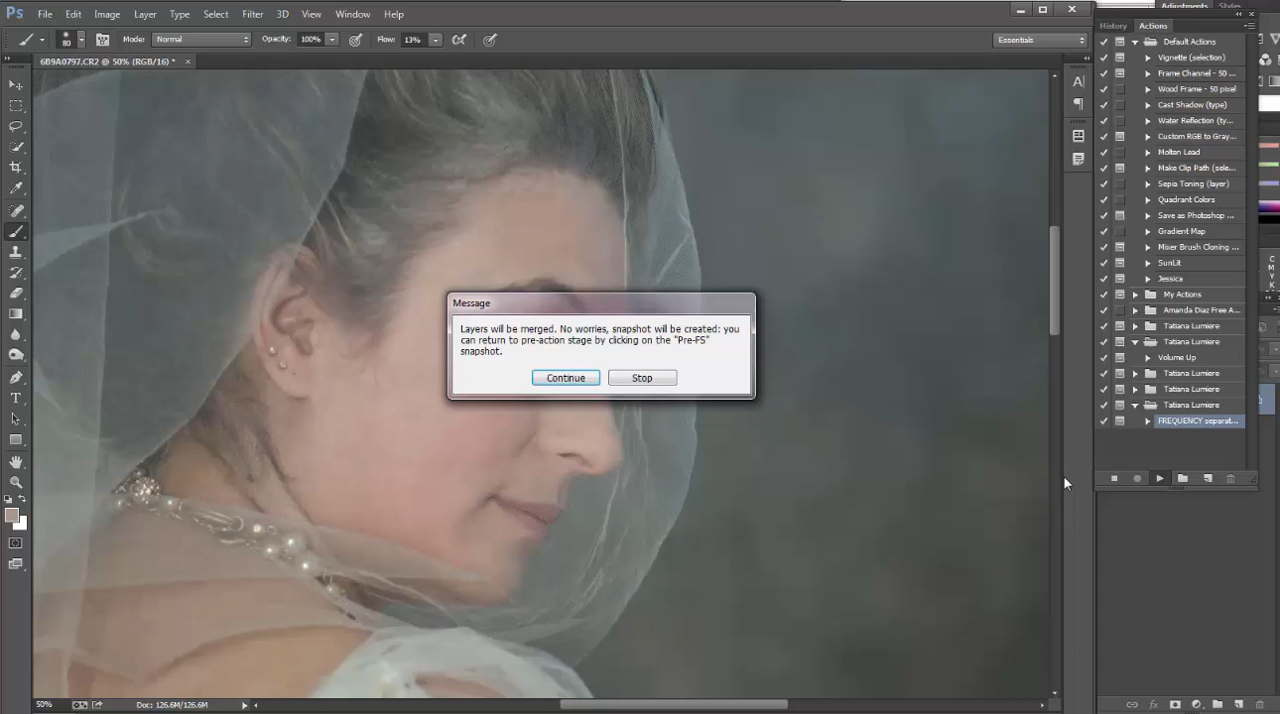 Ps File Edit Image Layer Type Select Filter 3D View Window Help
80 Mode: Normal Opacity: 100% Flow: 13% Essentials
6B9A0797.CR2 @ 50% (RGB/16) * ×
Adjustments Styles
History Actions
Default Actions
Vignette (selection)
Frame Channel - 50 ...
Wood Frame - 50 pixel
Cast Shadow (type)
Water Reflection (ty...
Custom RGB to Gray...
Molten Lead
Make Clip Path (sele...
Sepia Toning (layer)
Quadrant Colors
Save as Photoshop ...
Gradient Map
Mixer Brush Cloning ...
SunLit
Jessica
My Actions
Amanda Diaz Free A...
Tatiana Lumiere
Tatiana Lumiere
Volume Up
Tatiana Lumiere
Tatiana Lumiere
Tatiana Lumiere
FREQUENCY separat...
C
M
Y
K
Message
Layers will be merged. No worries, snapshot will be created: you
can return to pre-action stage by clicking on the "Pre-FS"
snapshot.
Continue Stop
50% Doc: 126.6M/126.6M